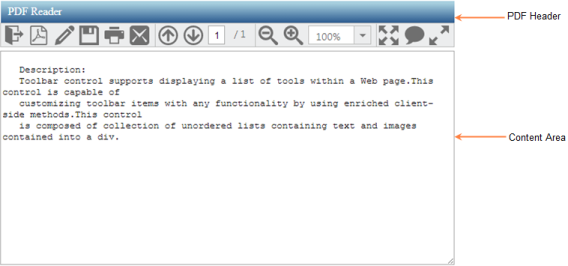 PDF Reader
PDF Header
1 / 1 100%
Description:
Toolbar control supports displaying a list of tools within a Web page.This
control is capable of
customizing toolbar items with any functionality by using enriched client-
side methods.This control
is composed of collection of unordered lists containing text and images
contained into a div.
Content Area